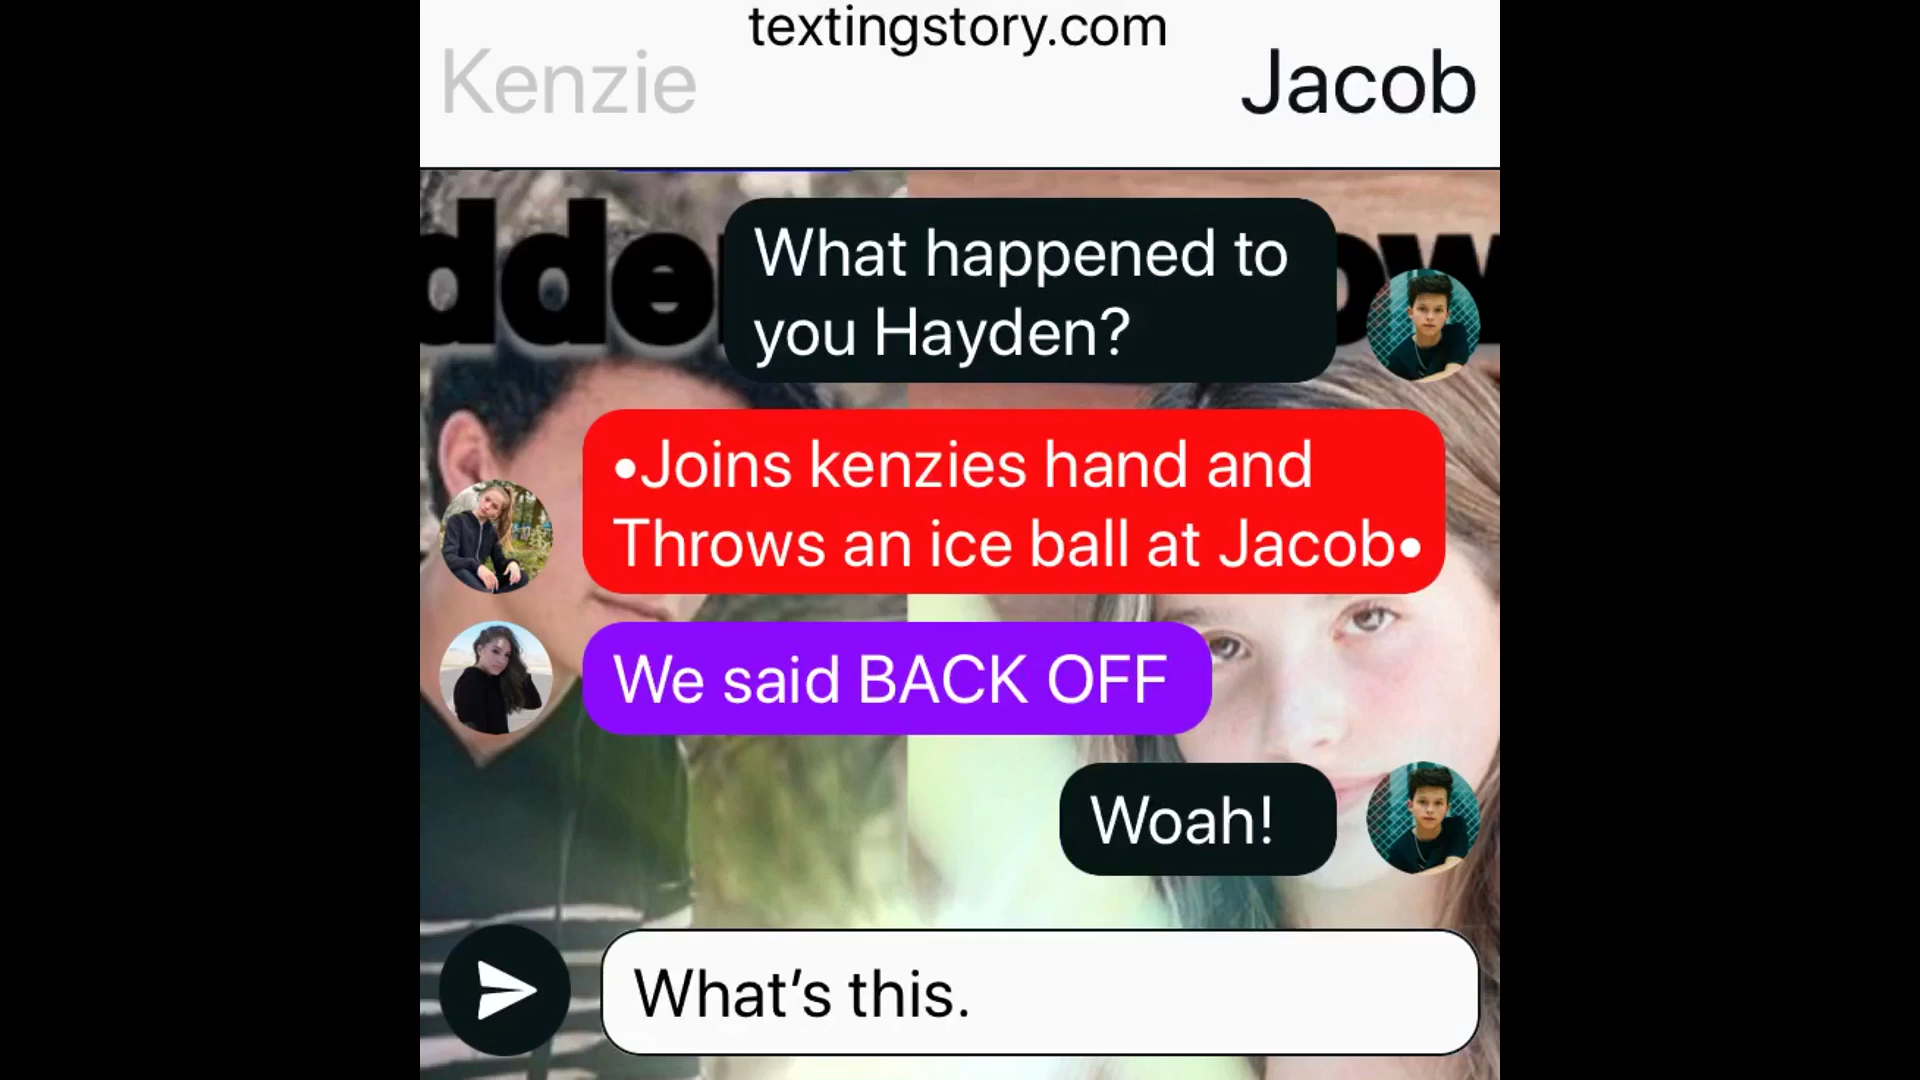 textingstory.com
Kenzie
Jacob
What happened to
you Hayden?
•Joins kenzies hand and
Throws an ice ball at Jacob•
We said BACK OFF
Woah!
What’s this.